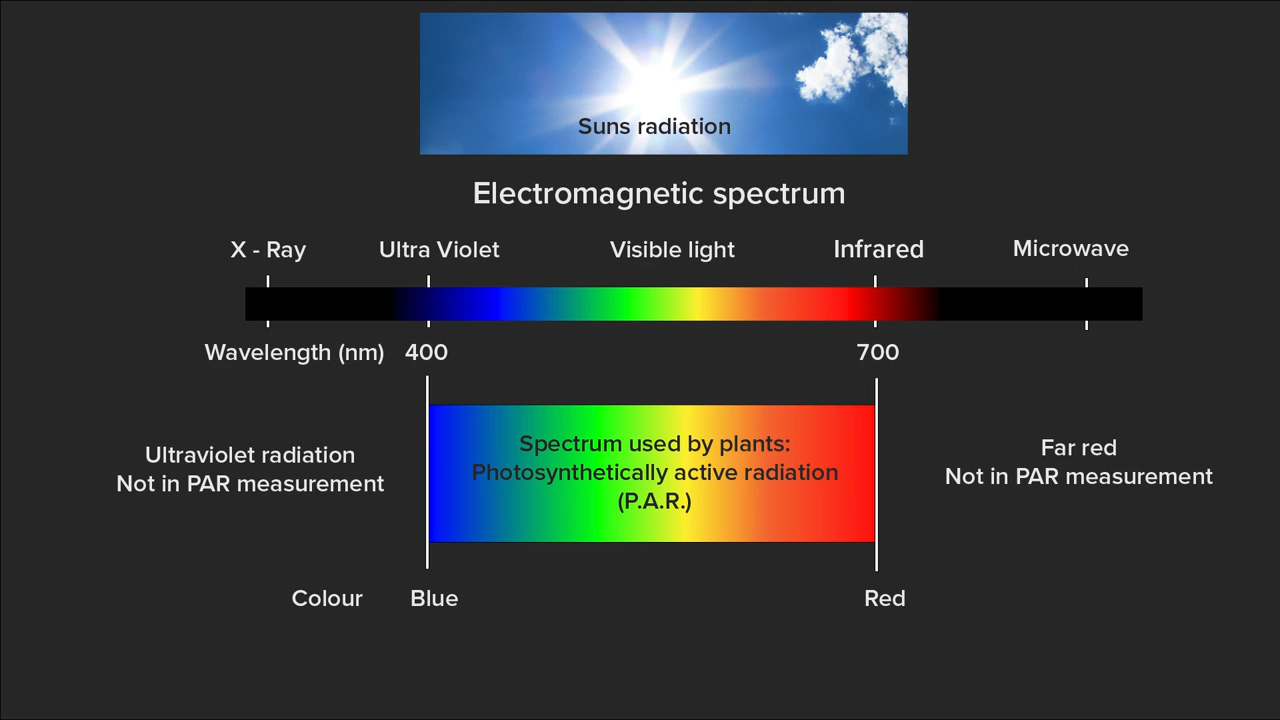 Suns radiation
Electromagnetic spectrum
X - Ray
Ultra Violet
Visible light
Infrared
Microwave
Wavelength (nm)
400
700
Ultraviolet radiation
Not in PAR measurement
Spectrum used by plants:
Photosynthetically active radiation
(P.A.R.)
Far red
Not in PAR measurement
Colour
Blue
Red